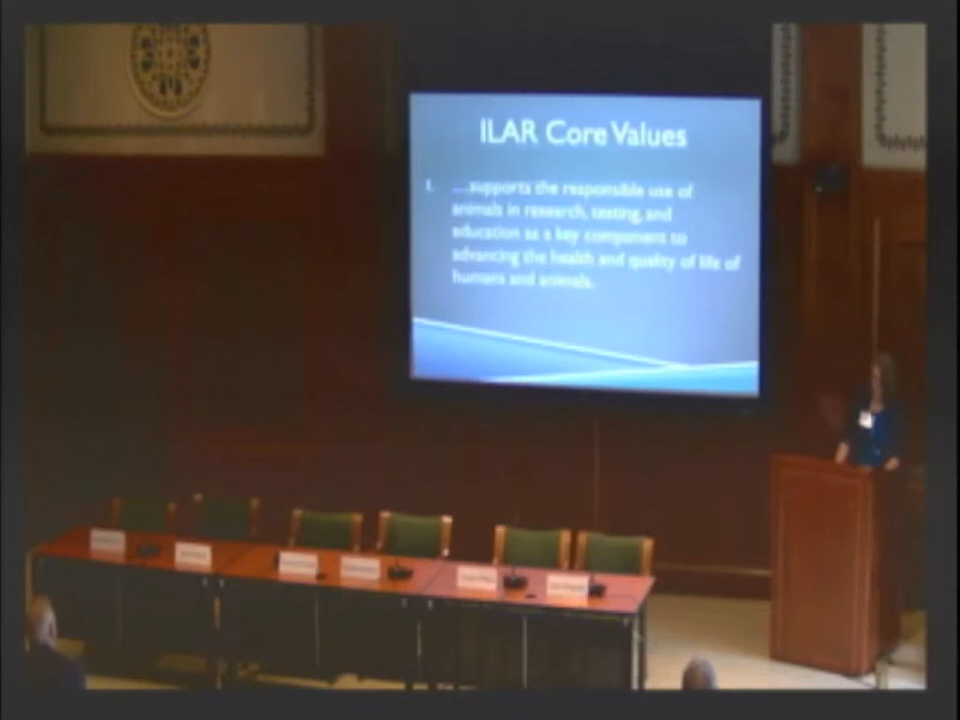 ILAR Core Values
1. ...supports the responsible use of
animals in research, testing, and
education as a key component to
advancing the health and quality of life of
humans and animals.